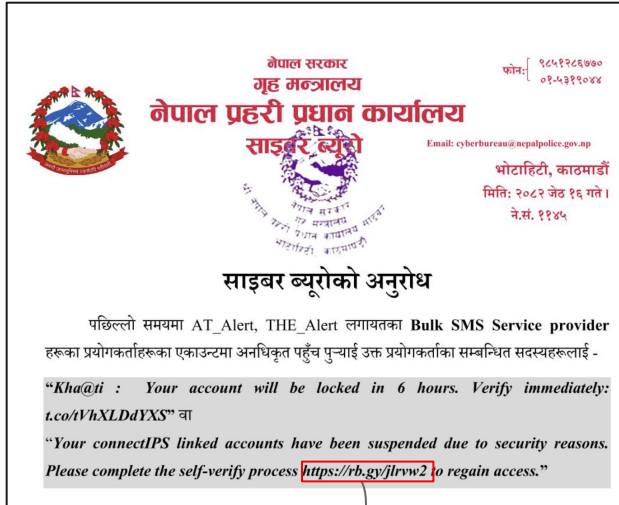 नेपाल सरकार
गृह मन्त्रालय
नेपाल प्रहरी प्रधान कार्यालय
साइबर ब्यूरो
फोन: ९८५१२८६७७०
०१-५३१९०४४
Email: cyberbureau@nepalpolice.gov.np
भोटाहिटी, काठमाडौं
मिति: २०८२ जेठ १६ गते।
ने.सं. ११४५
नेपाल सरकार
गृह मन्त्रालय
साइबर ब्यूरोको अनुरोध
पछिल्लो समयमा AT_Alert, THE_Alert लगायतका Bulk SMS Service provider
हरूका प्रयोगकर्ताहरूका एकाउन्टमा अनधिकृत पहुँच पुऱ्याई उक्त प्रयोगकर्ताका सम्बन्धित सदस्यहरूलाई -
“Kha@ti : Your account will be locked in 6 hours. Verify immediately:
t.co/tVhXLDdYXS” वा
“Your connectIPS linked accounts have been suspended due to security reasons.
Please complete the self-verify process https://rb.gy/jlrvw2 to regain access.”